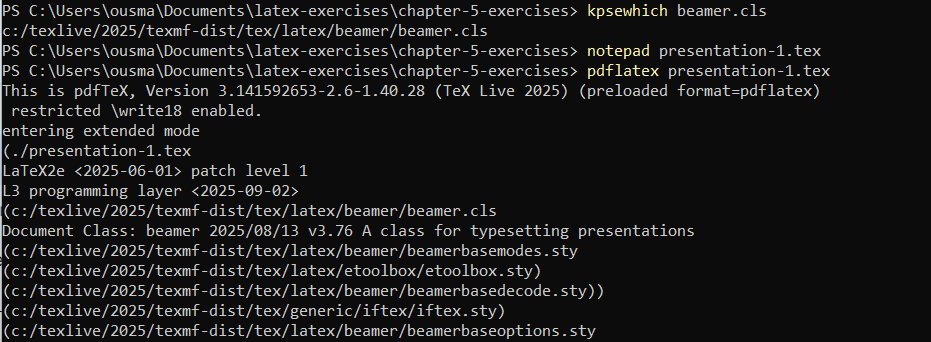 PS C:\Users\ousma\Documents\latex-exercises\chapter-5-exercises> kpsewhich beamer.cls
c:/texlive/2025/texmf-dist/tex/latex/beamer/beamer.cls
PS C:\Users\ousma\Documents\latex-exercises\chapter-5-exercises> notepad presentation-1.tex
PS C:\Users\ousma\Documents\latex-exercises\chapter-5-exercises> pdflatex presentation-1.tex
This is pdfTeX, Version 3.141592653-2.6-1.40.28 (TeX Live 2025) (preloaded format=pdflatex)
 restricted \write18 enabled.
entering extended mode
(./presentation-1.tex
LaTeX2e <2025-06-01> patch level 1
L3 programming layer <2025-09-02>
(c:/texlive/2025/texmf-dist/tex/latex/beamer/beamer.cls
Document Class: beamer 2025/08/13 v3.76 A class for typesetting presentations
(c:/texlive/2025/texmf-dist/tex/latex/beamer/beamerbasemodes.sty
(c:/texlive/2025/texmf-dist/tex/latex/etoolbox/etoolbox.sty)
(c:/texlive/2025/texmf-dist/tex/latex/beamer/beamerbasedecode.sty))
(c:/texlive/2025/texmf-dist/tex/generic/iftex/iftex.sty)
(c:/texlive/2025/texmf-dist/tex/latex/beamer/beamerbaseoptions.sty